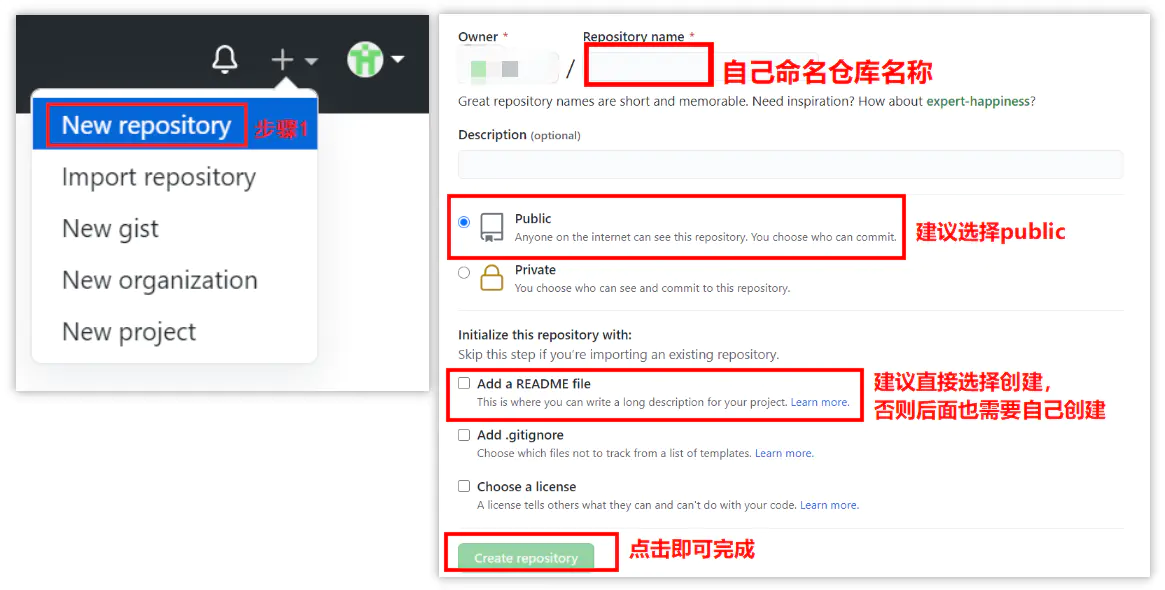 New repository 步骤1
Import repository
New gist
New organization
New project
Owner * Repository name *
/ 自己命名仓库名称
Great repository names are short and memorable. Need inspiration? How about expert-happiness?
Description (optional)
Public
Anyone on the internet can see this repository. You choose who can commit.
建议选择public
Private
You choose who can see and commit to this repository.
Initialize this repository with:
Skip this step if you're importing an existing repository.
Add a README file
This is where you can write a long description for your project. Learn more.
建议直接选择创建，
否则后面也需要自己创建
Add .gitignore
Choose which files not to track from a list of templates. Learn more.
Choose a license
A license tells others what they can and can't do with your code. Learn more.
Create repository 点击即可完成